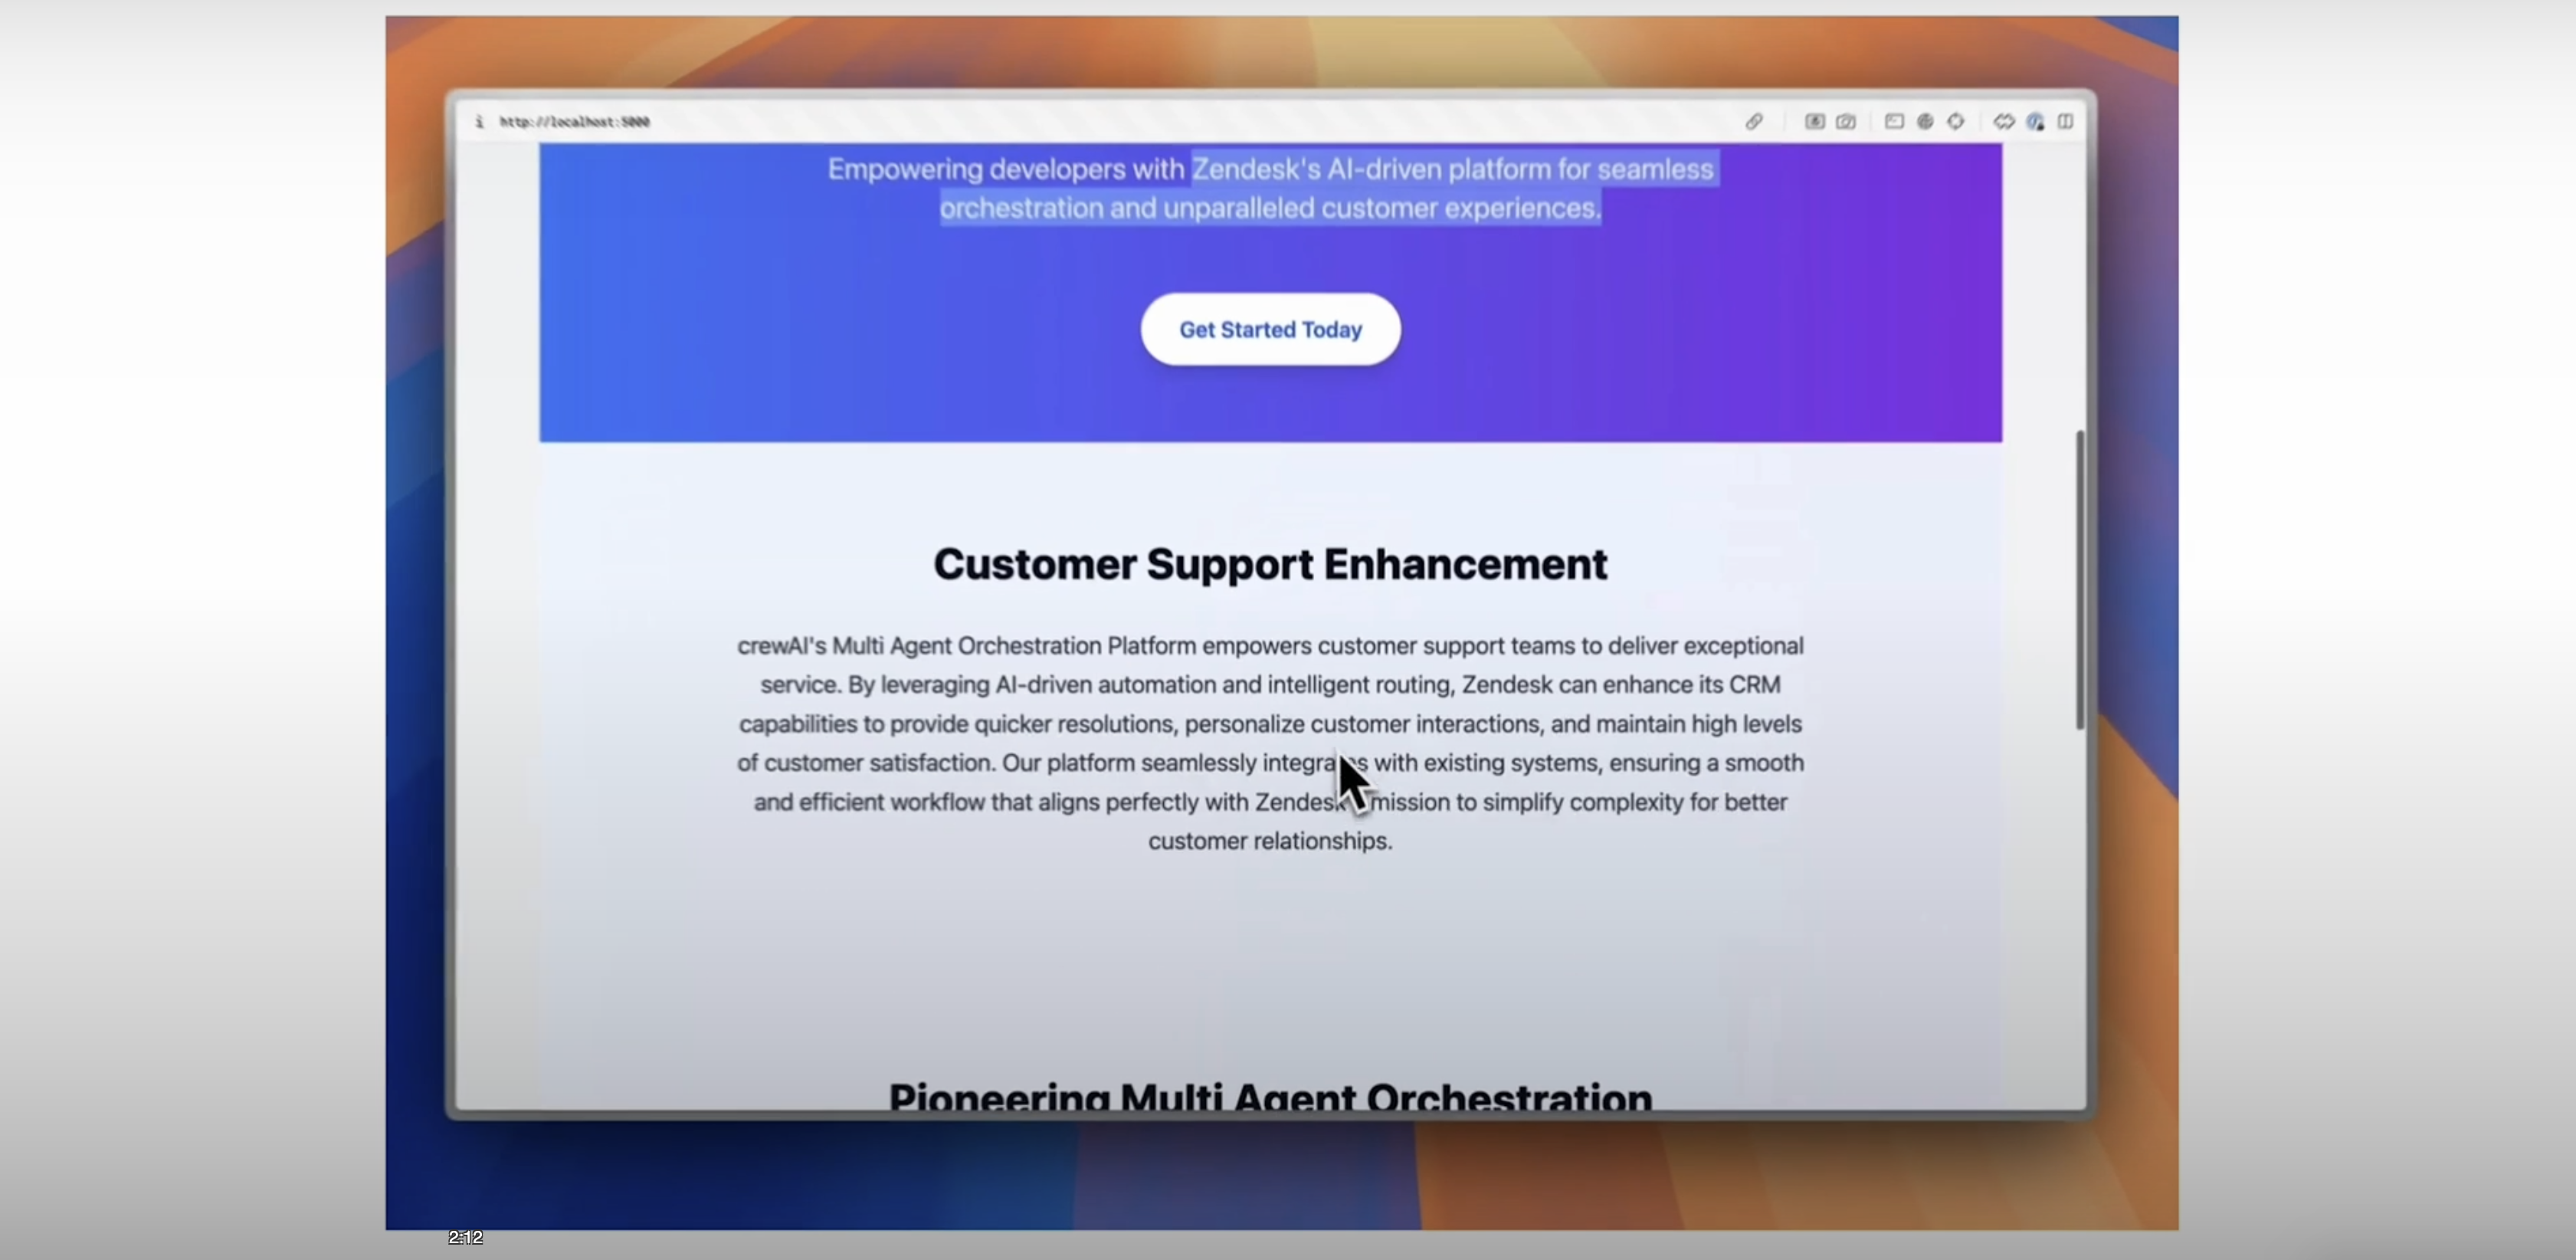 http://localhost:5000
Empowering developers with Zendesk's AI-driven platform for seamless
orchestration and unparalleled customer experiences.
Get Started Today
Customer Support Enhancement
crewAI's Multi Agent Orchestration Platform empowers customer support teams to deliver exceptional
service. By leveraging AI-driven automation and intelligent routing, Zendesk can enhance its CRM
capabilities to provide quicker resolutions, personalize customer interactions, and maintain high levels
of customer satisfaction. Our platform seamlessly integrates with existing systems, ensuring a smooth
and efficient workflow that aligns perfectly with mission to simplify complexity for better
customer relationships.
Pioneering Multi Agent Orchestration
2:12